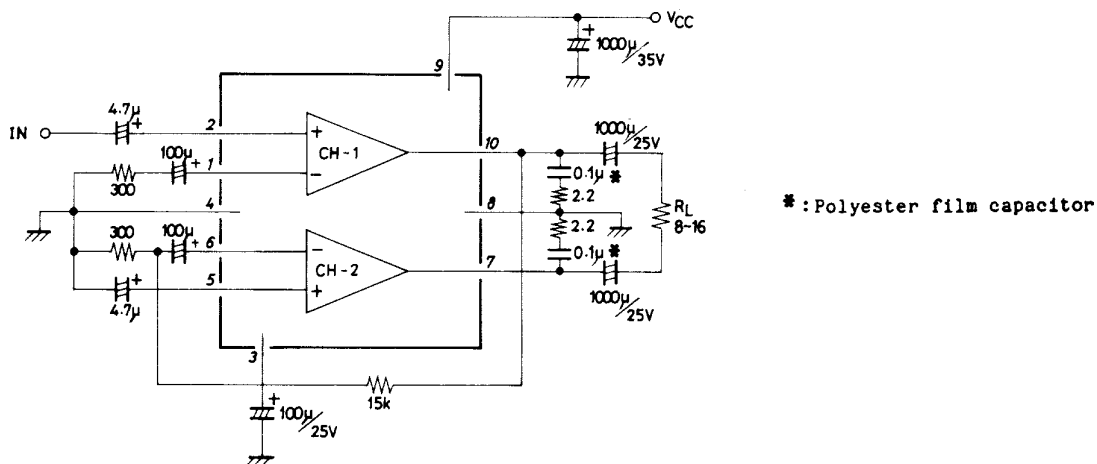 VCC
1000μ/35V
9
4.7μ
+
IN
2
+
CH-1
10
1000μ/25V
100μ
+
1
−
0.1μ *
300
2.2
4
8
RL
8~16
* : Polyester film capacitor
300
100μ
+
6
−
2.2
CH-2
7
0.1μ *
5
+
4.7μ
+
1000μ/25V
3
15k
+
100μ/25V